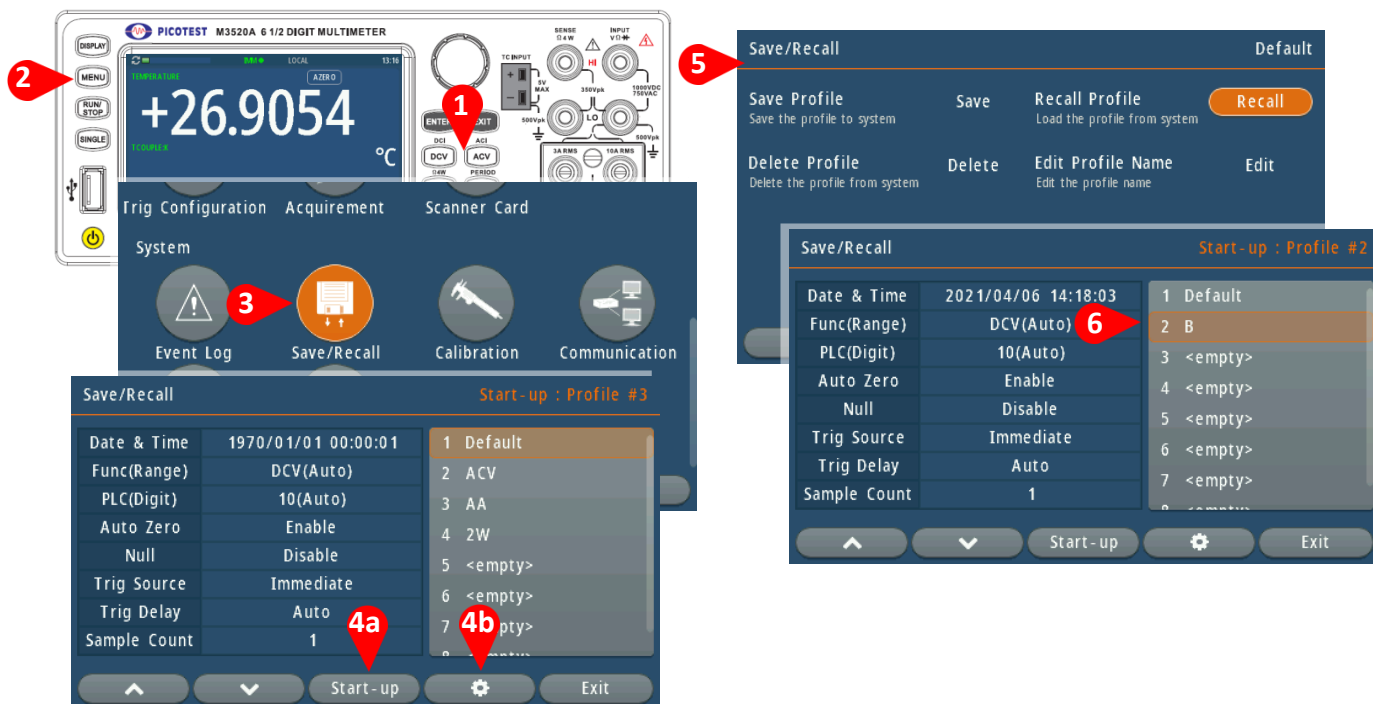 PICOTEST M3520A 6 1/2 DIGIT MULTIMETER
DISPLAY
MENU
RUN/
STOP
SINGLE
2
IMM
LOCAL
13:16
TEMPERATURE
AZERO
+26.9054
TCOUPLE:K
°C
1
ENTER
EXIT
DCI
ACI
DCV
ACV
Ω4W
PERIOD
TC INPUT
+
-
5V
MAX
500Vpk
SENSE
Ω 4 W
INPUT
V Ω
HI
350Vpk
1000VDC
750VAC
LO
500Vpk
3A RMS
10A RMS
Trig Configuration
Acquirement
Scanner Card
System
3
Event Log
Save/Recall
Calibration
Communication
Save/Recall
Start-up : Profile #3
Date & Time 1970/01/01 00:00:01
Func(Range) DCV(Auto)
PLC(Digit) 10(Auto)
Auto Zero Enable
Null Disable
Trig Source Immediate
Trig Delay Auto
Sample Count 1
1 Default
2 ACV
3 AA
4 2W
5 <empty>
6 <empty>
7
pty>
8
4a
4b
Start-up
Exit
5
Save/Recall
Default
Save Profile
Save the profile to system
Save
Recall Profile
Load the profile from system
Recall
Delete Profile
Delete the profile from system
Delete
Edit Profile Name
Edit the profile name
Edit
Save/Recall
Start-up : Profile #2
Date & Time 2021/04/06 14:18:03
Func(Range) DCV(Auto)
PLC(Digit) 10(Auto)
Auto Zero Enable
Null Disable
Trig Source Immediate
Trig Delay Auto
Sample Count 1
6
1 Default
2 B
3 <empty>
4 <empty>
5 <empty>
6 <empty>
7 <empty>
Start-up
Exit